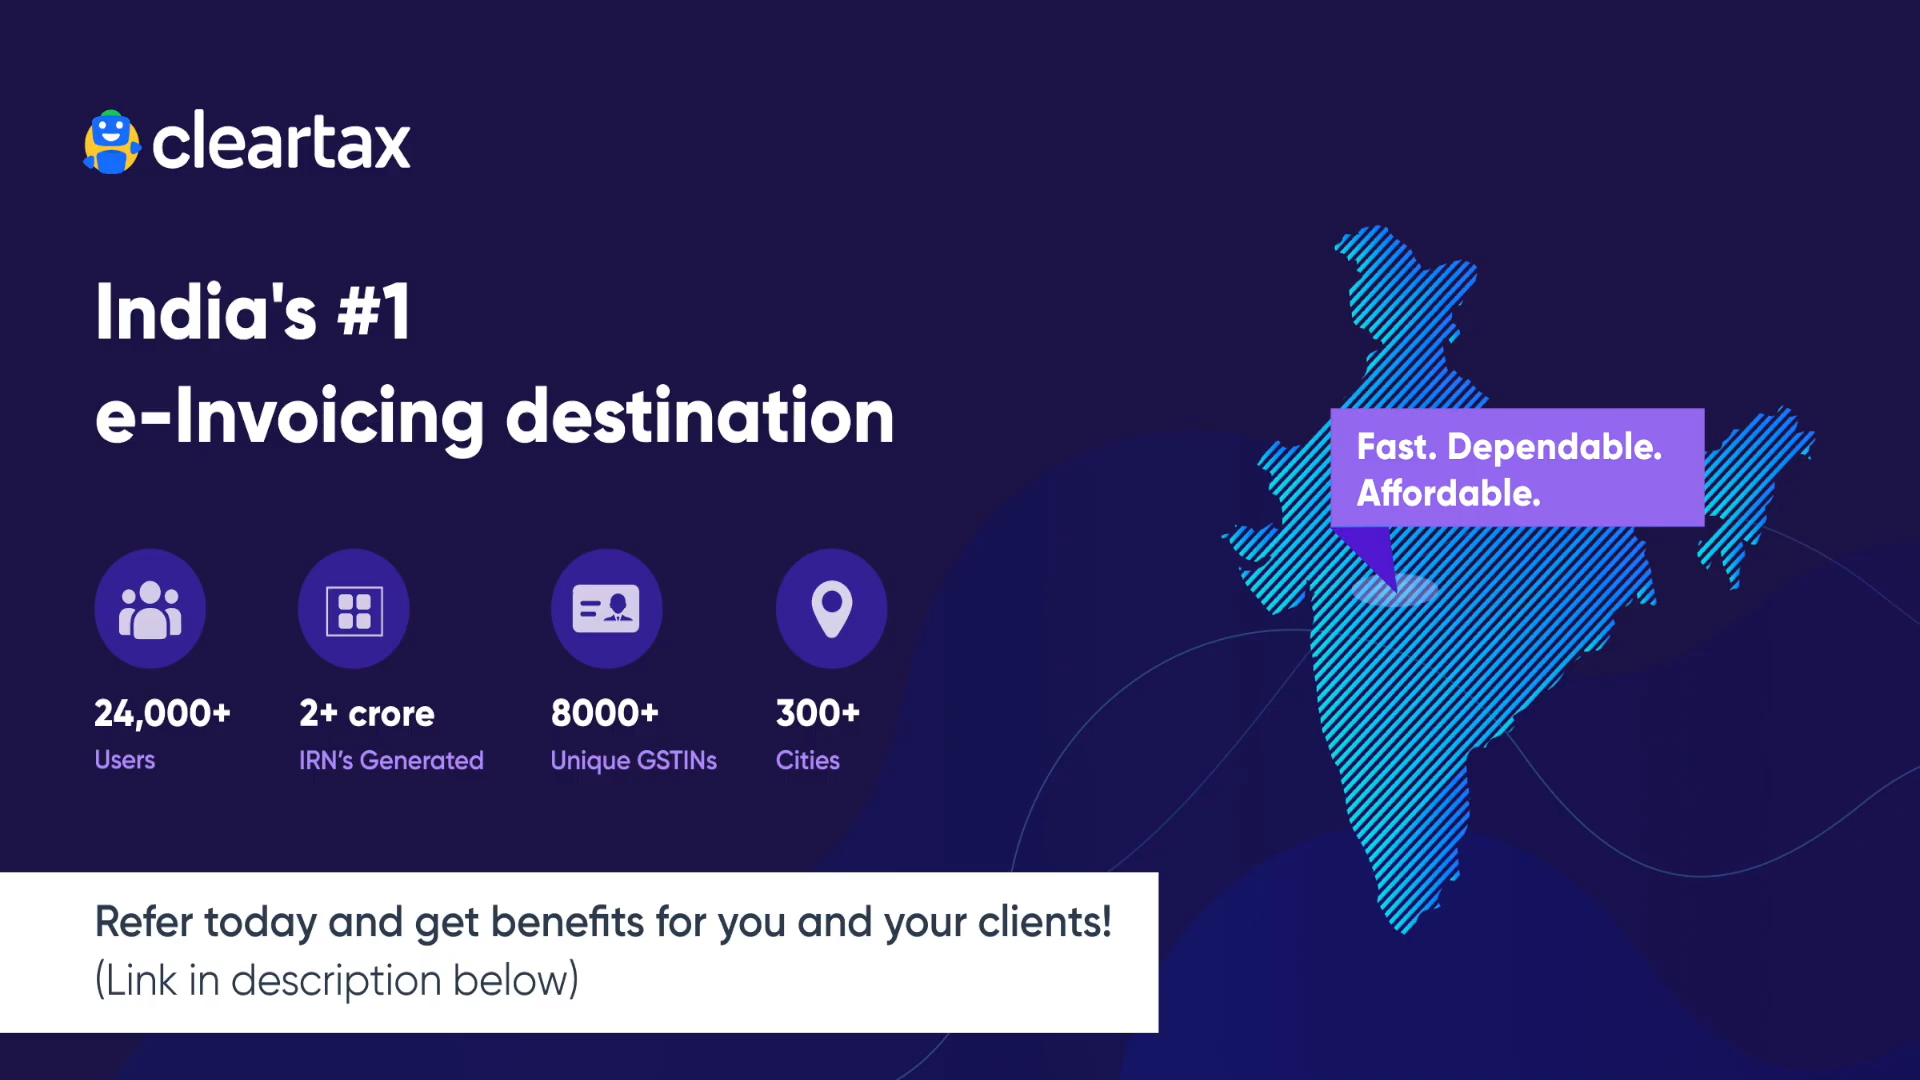 cleartax
India's #1
e-Invoicing destination
Fast. Dependable.
Affordable.
24,000+
Users
2+ crore
IRN’s Generated
8000+
Unique GSTINs
300+
Cities
Refer today and get benefits for you and your clients!
(Link in description below)